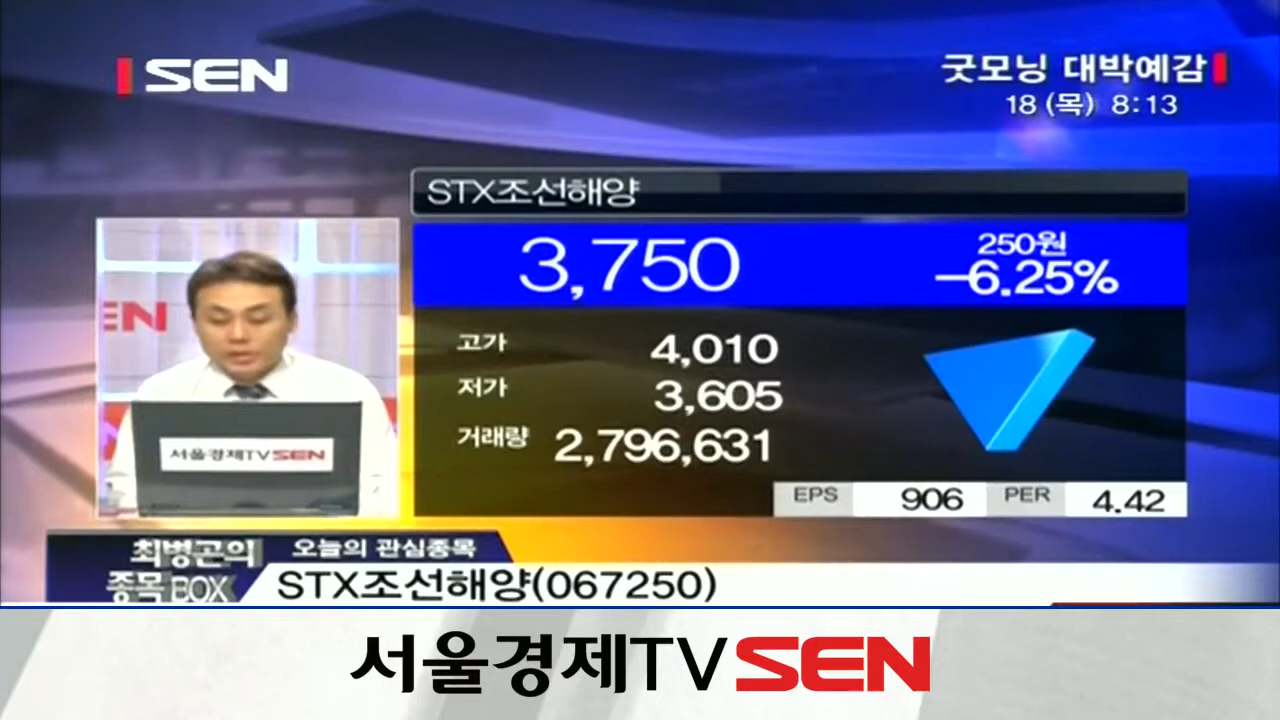 SEN
굿모닝 대박예감
18 (목) 8:13
STX조선해양
3,750
250원
-6.25%
고가 4,010
저가 3,605
거래량 2,796,631
EPS 906 PER 4.42
EN
서울경제TV SEN
최병곤의
종목BOX
오늘의 관심종목
STX조선해양(067250)
서울경제TV SEN